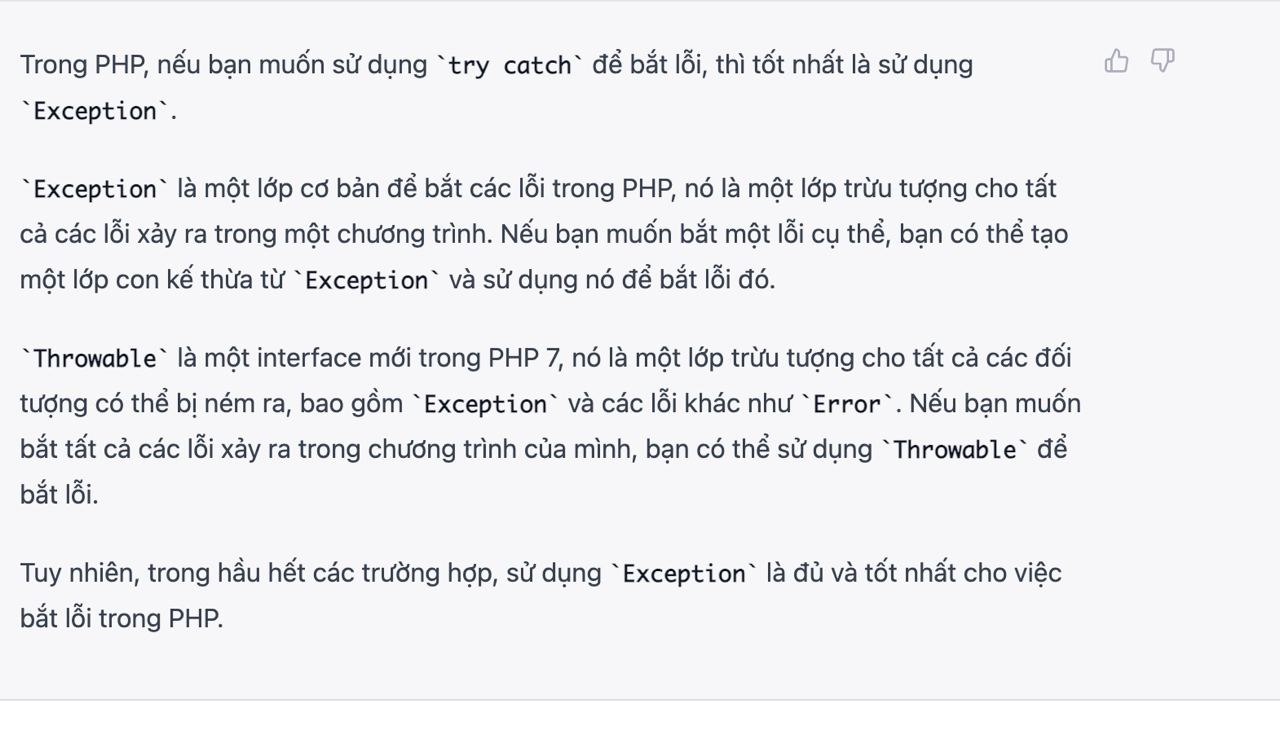 Trong PHP, nếu bạn muốn sử dụng `try catch` để bắt lỗi, thì tốt nhất là sử dụng
`Exception`.
`Exception` là một lớp cơ bản để bắt các lỗi trong PHP, nó là một lớp trừu tượng cho tất
cả các lỗi xảy ra trong một chương trình. Nếu bạn muốn bắt một lỗi cụ thể, bạn có thể tạo
một lớp con kế thừa từ `Exception` và sử dụng nó để bắt lỗi đó.
`Throwable` là một interface mới trong PHP 7, nó là một lớp trừu tượng cho tất cả các đối
tượng có thể bị ném ra, bao gồm `Exception` và các lỗi khác như `Error`. Nếu bạn muốn
bắt tất cả các lỗi xảy ra trong chương trình của mình, bạn có thể sử dụng `Throwable` để
bắt lỗi.
Tuy nhiên, trong hầu hết các trường hợp, sử dụng `Exception` là đủ và tốt nhất cho việc
bắt lỗi trong PHP.